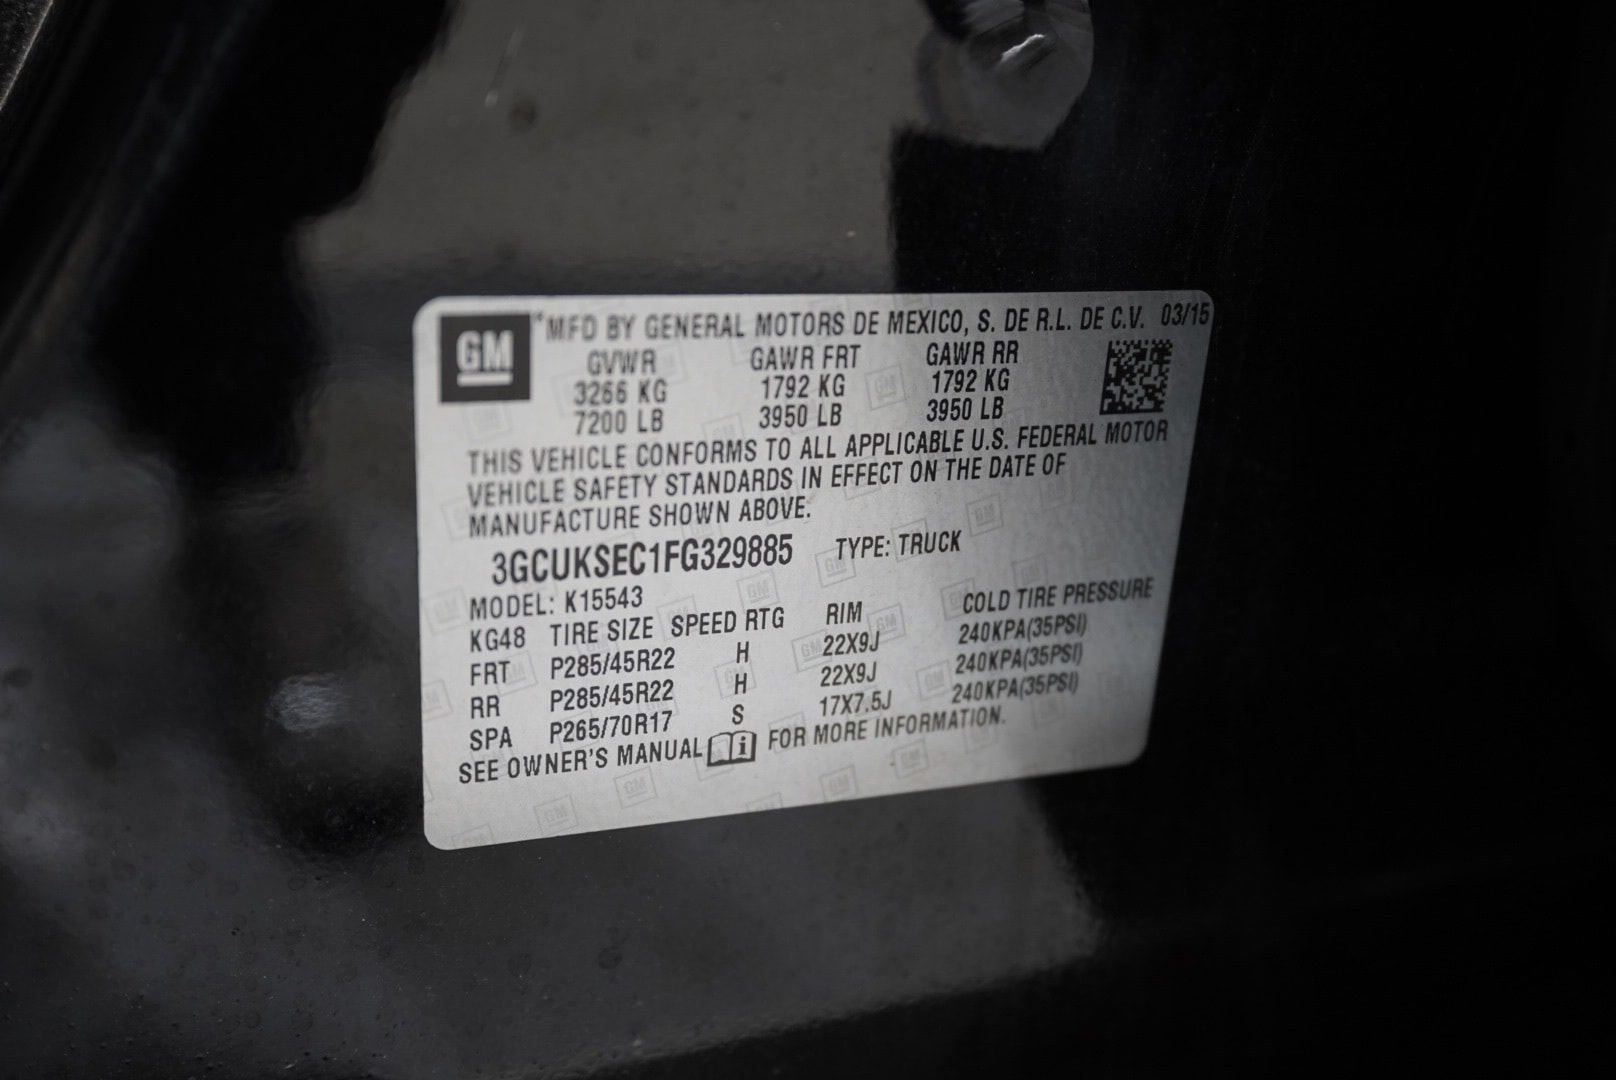 GM *MFD BY GENERAL MOTORS DE MEXICO, S. DE R.L. DE C.V. 03/15
GVWR GAWR FRT GAWR RR
3266 KG 1792 KG 1792 KG
7200 LB 3950 LB 3950 LB
THIS VEHICLE CONFORMS TO ALL APPLICABLE U.S. FEDERAL MOTOR
VEHICLE SAFETY STANDARDS IN EFFECT ON THE DATE OF
MANUFACTURE SHOWN ABOVE.
3GCUKSEC1FG329885 TYPE: TRUCK
MODEL: K15543
KG48 TIRE SIZE SPEED RTG RIM COLD TIRE PRESSURE
FRT P285/45R22 H 22X9J 240KPA(35PSI)
RR P285/45R22 H 22X9J 240KPA(35PSI)
SPA P265/70R17 S 17X7.5J 240KPA(35PSI)
SEE OWNER'S MANUAL i FOR MORE INFORMATION.